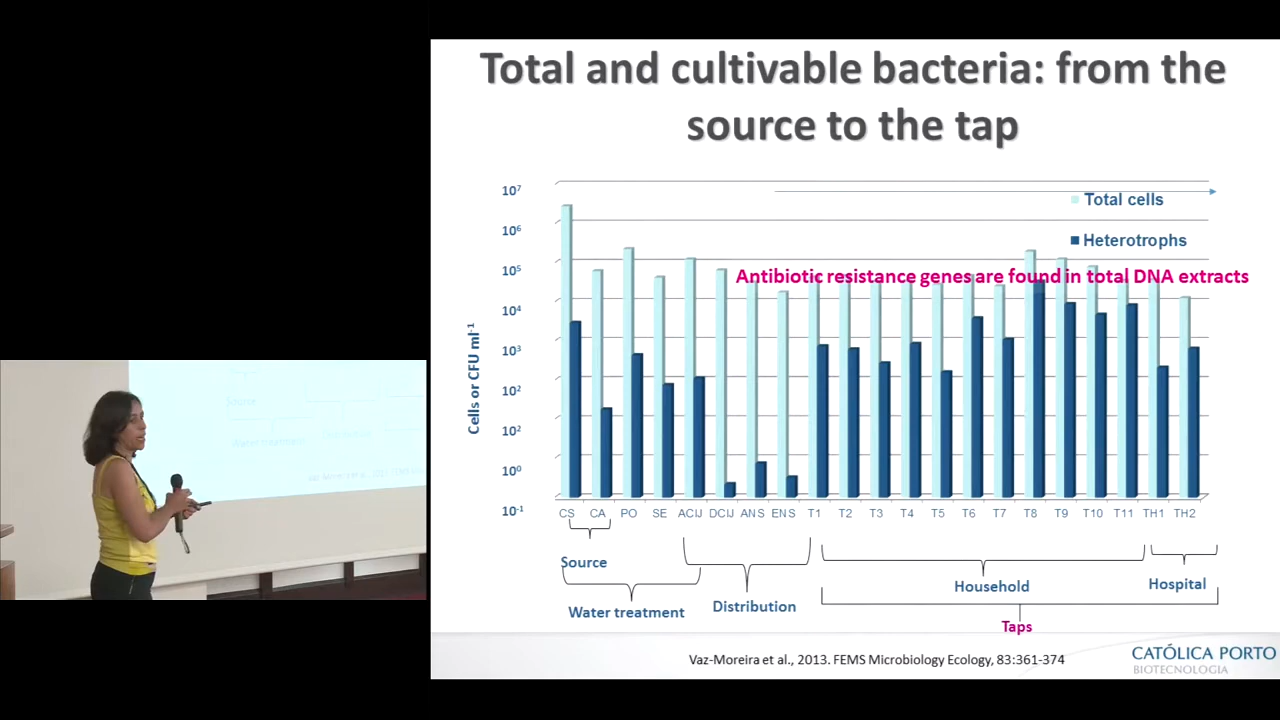 Total and cultivable bacteria: from the
source to the tap
10⁷
10⁶
10⁵
10⁴
10³
10²
10²
10⁰
10⁻¹
Cells or CFU ml⁻¹
Total cells
Heterotrophs
Antibiotic resistance genes are found in total DNA extracts
CS CA PO SE ACIJ DCIJ ANS ENS T1 T2 T3 T4 T5 T6 T7 T8 T9 T10 T11 TH1 TH2
Source
Water treatment
Distribution
Household
Hospital
Taps
Vaz-Moreira et al., 2013. FEMS Microbiology Ecology, 83:361-374
CATÓLICA PORTO
BIOTECNOLOGIA
Source
Water treatment